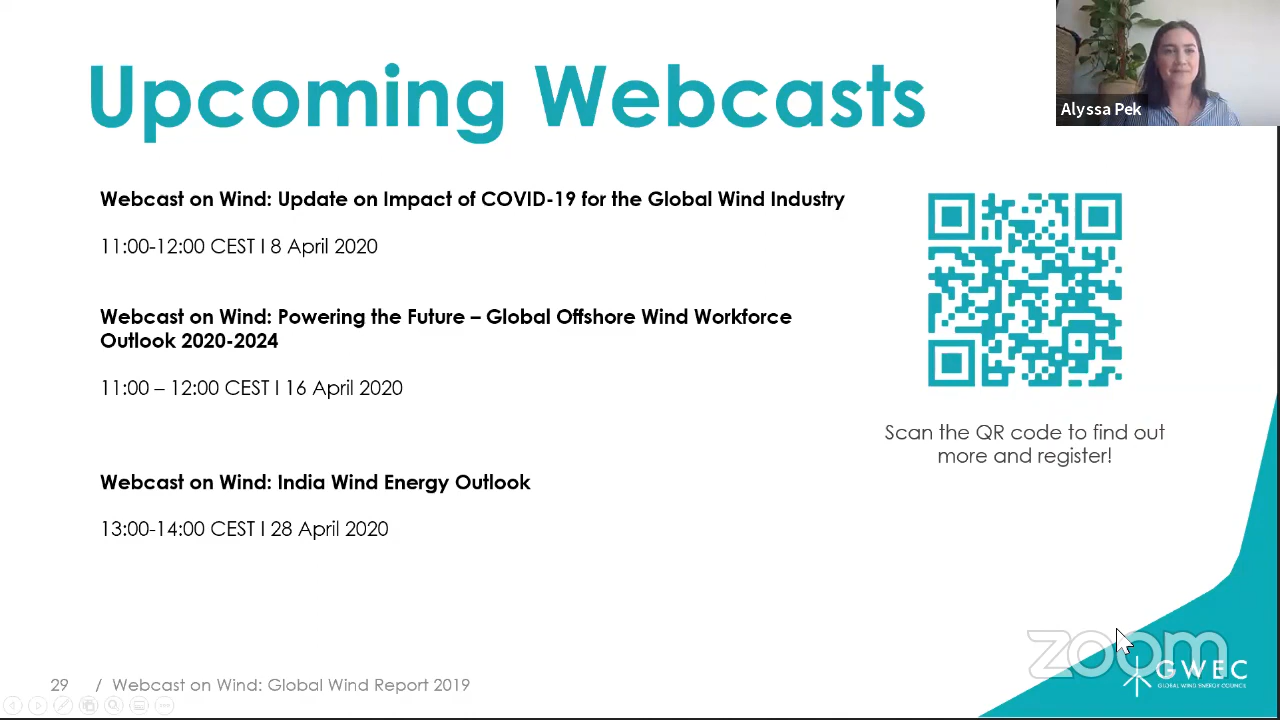 Upcoming Webcasts
Alyssa Pek
Webcast on Wind: Update on Impact of COVID-19 for the Global Wind Industry
11:00-12:00 CEST I 8 April 2020
Webcast on Wind: Powering the Future – Global Offshore Wind Workforce
Outlook 2020-2024
11:00 – 12:00 CEST I 16 April 2020
Webcast on Wind: India Wind Energy Outlook
13:00-14:00 CEST I 28 April 2020
Scan the QR code to find out
more and register!
zoom
GWEC
GLOBAL WIND ENERGY COUNCIL
29 / Webcast on Wind: Global Wind Report 2019